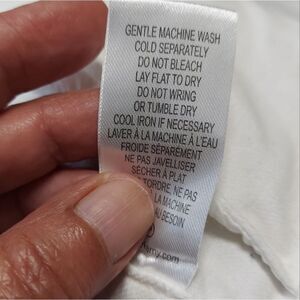 GENTLE MACHINE WASH
COLD SEPARATELY
DO NOT BLEACH
LAY FLAT TO DRY
DO NOT WRING
OR TUMBLE DRY
COOL IRON IF NECESSARY
LAVER À LA MACHINE À L'EAU
FROIDE SÉPARÉMENT
NE PAS JAVELLISER
SÉCHER À PLAT
TORDRE, NE PAS
LA MACHINE
AU BESOIN
.com